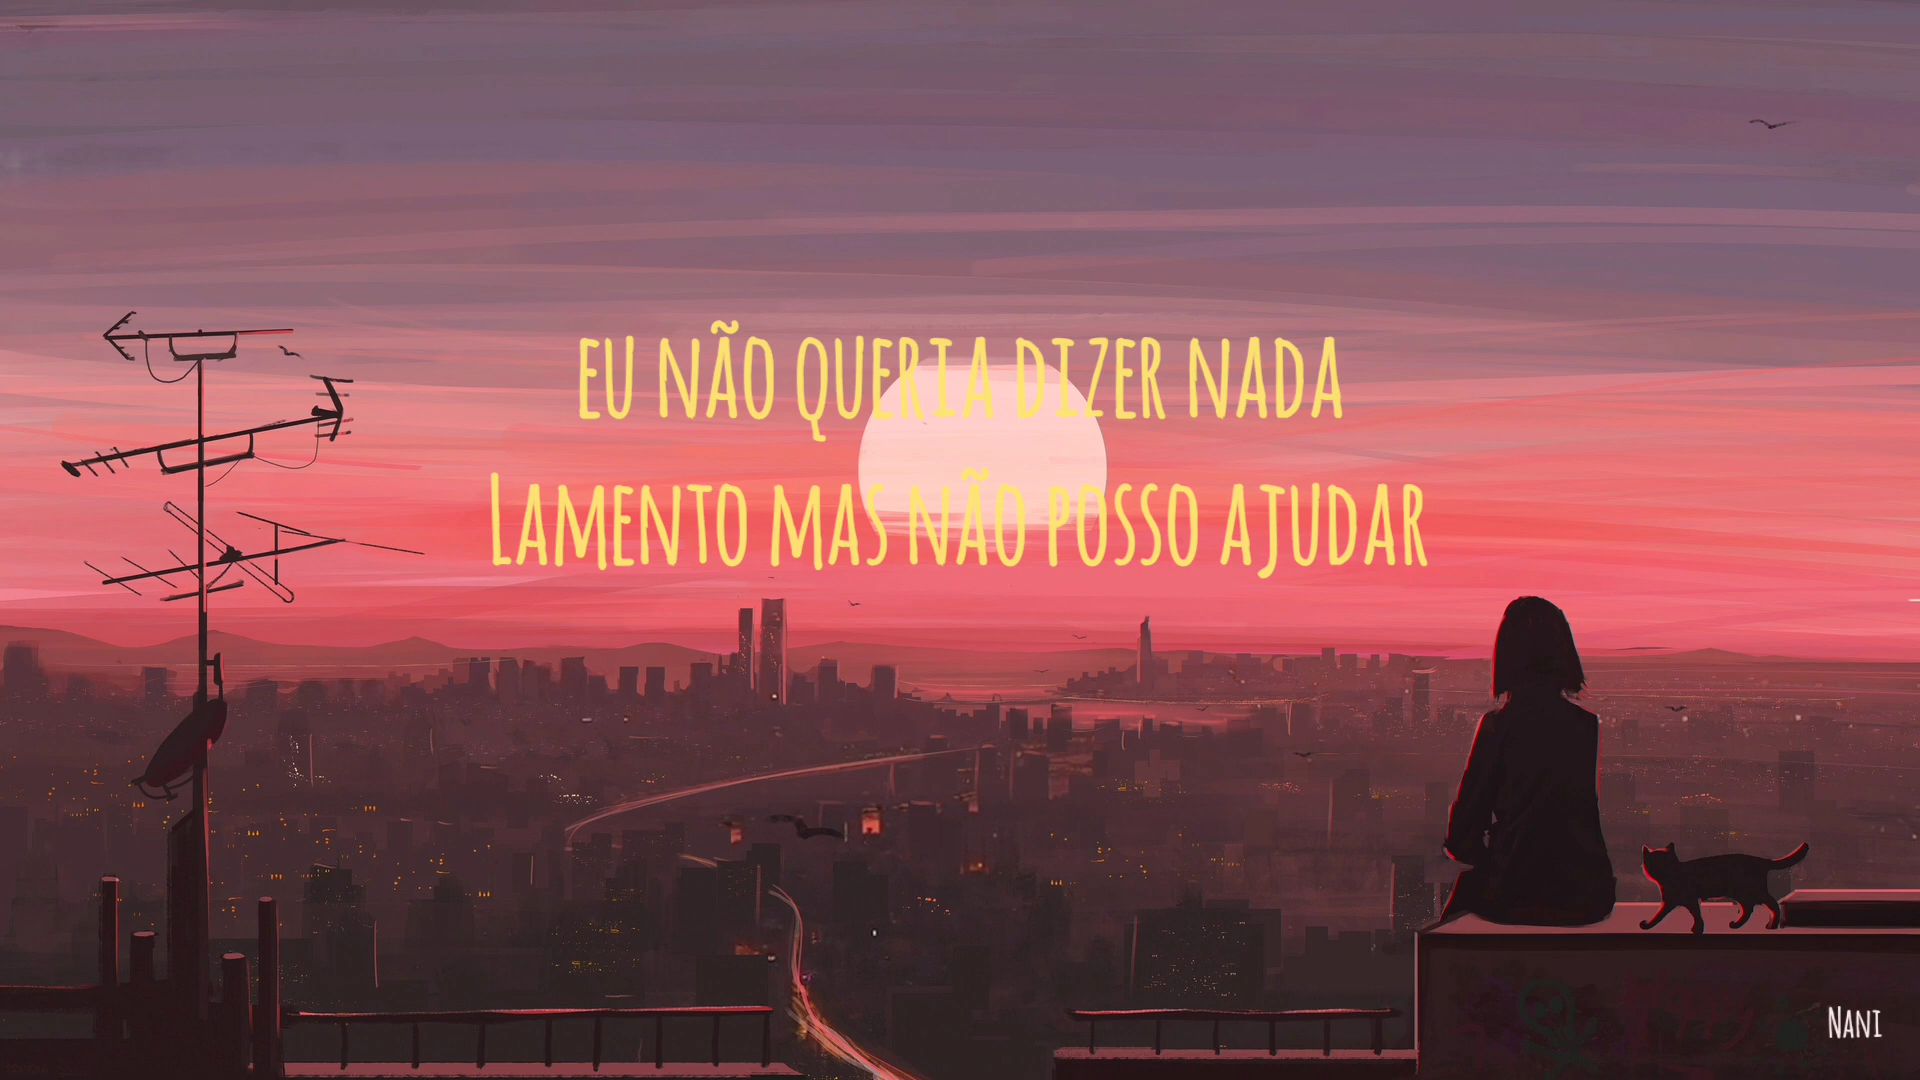 eu não queria dizer nada
Lamento mas não posso ajudar
Nani